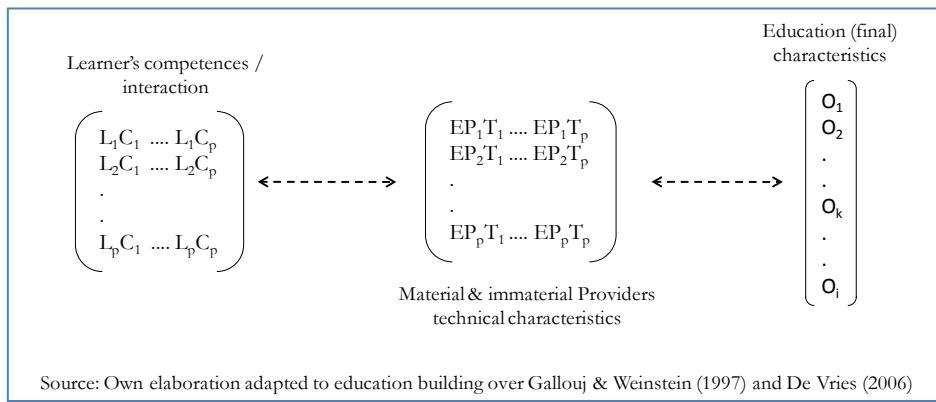 Education (final)
characteristics
Learner's competences /
interaction
L₁C₁ .... L₁Cₚ
L₂C₁ .... L₂Cₚ
.
.
LₚC₁ .... LₚCₚ
EP₁T₁ .... EP₁Tₚ
EP₂T₁ .... EP₂Tₚ
.
.
EPₚT₁ .... EPₚTₚ
O₁
O₂
.
.
Oₖ
.
.
Oᵢ
Material & immaterial Providers
technical characteristics
Source: Own elaboration adapted to education building over Gallouj & Weinstein (1997) and De Vries (2006)